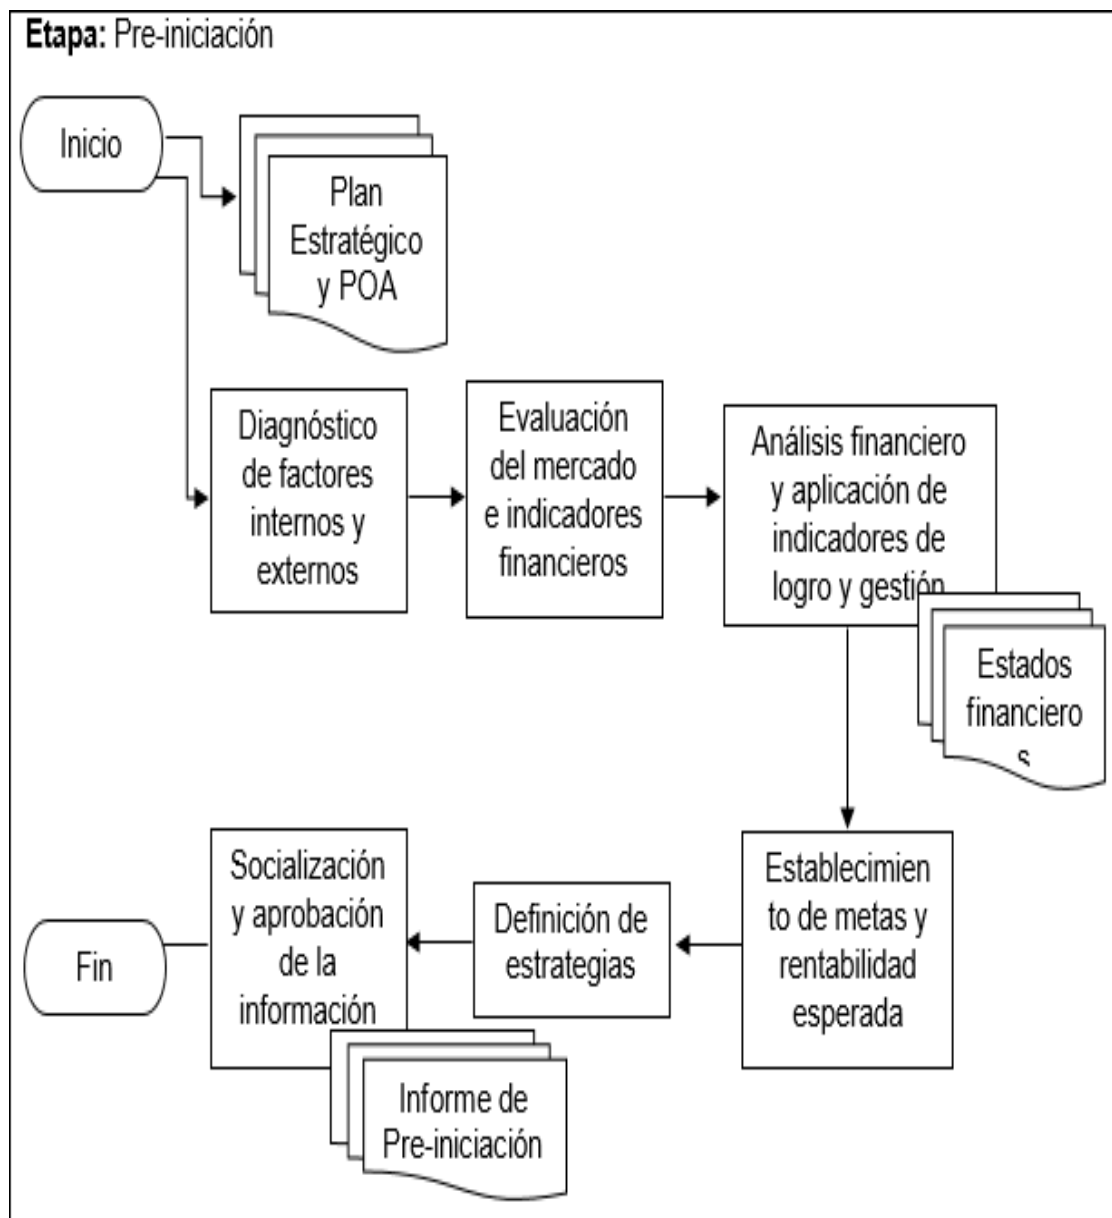 Etapa: Pre-iniciación
Inicio
Plan
Estratégico
y POA
Diagnóstico
de factores
internos y
externos
Evaluación
del mercado
e indicadores
financieros
Análisis financiero
y aplicación de
indicadores de
logro y gestión
Estados
financiero
s
Establecimien
to de metas y
rentabilidad
esperada
Definición de
estrategias
Socialización
y aprobación
de la
información
Informe de
Pre-iniciación
Fin